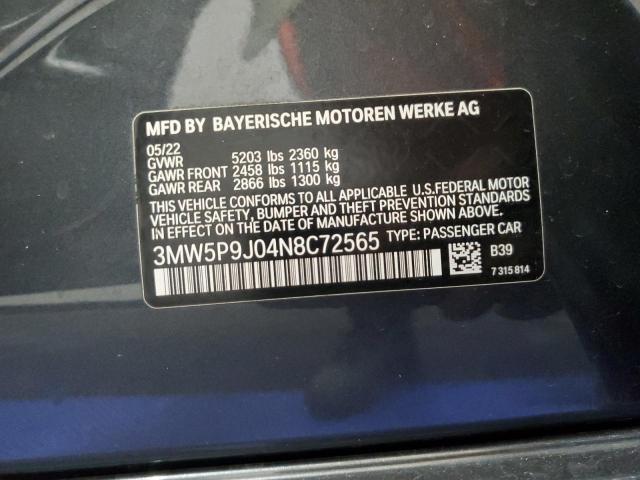 MFD BY BAYERISCHE MOTOREN WERKE AG
05/22
GVWR 5203 lbs 2360 kg
GAWR FRONT 2458 lbs 1115 kg
GAWR REAR 2866 lbs 1300 kg
THIS VEHICLE CONFORMS TO ALL APPLICABLE U.S.FEDERAL MOTOR
VEHICLE SAFETY, BUMPER AND THEFT PREVENTION STANDARDS
IN EFFECT ON THE DATE OF MANUFACTURE SHOWN ABOVE.
3MW5P9J04N8C72565 TYPE: PASSENGER CAR
B39
7 315 814